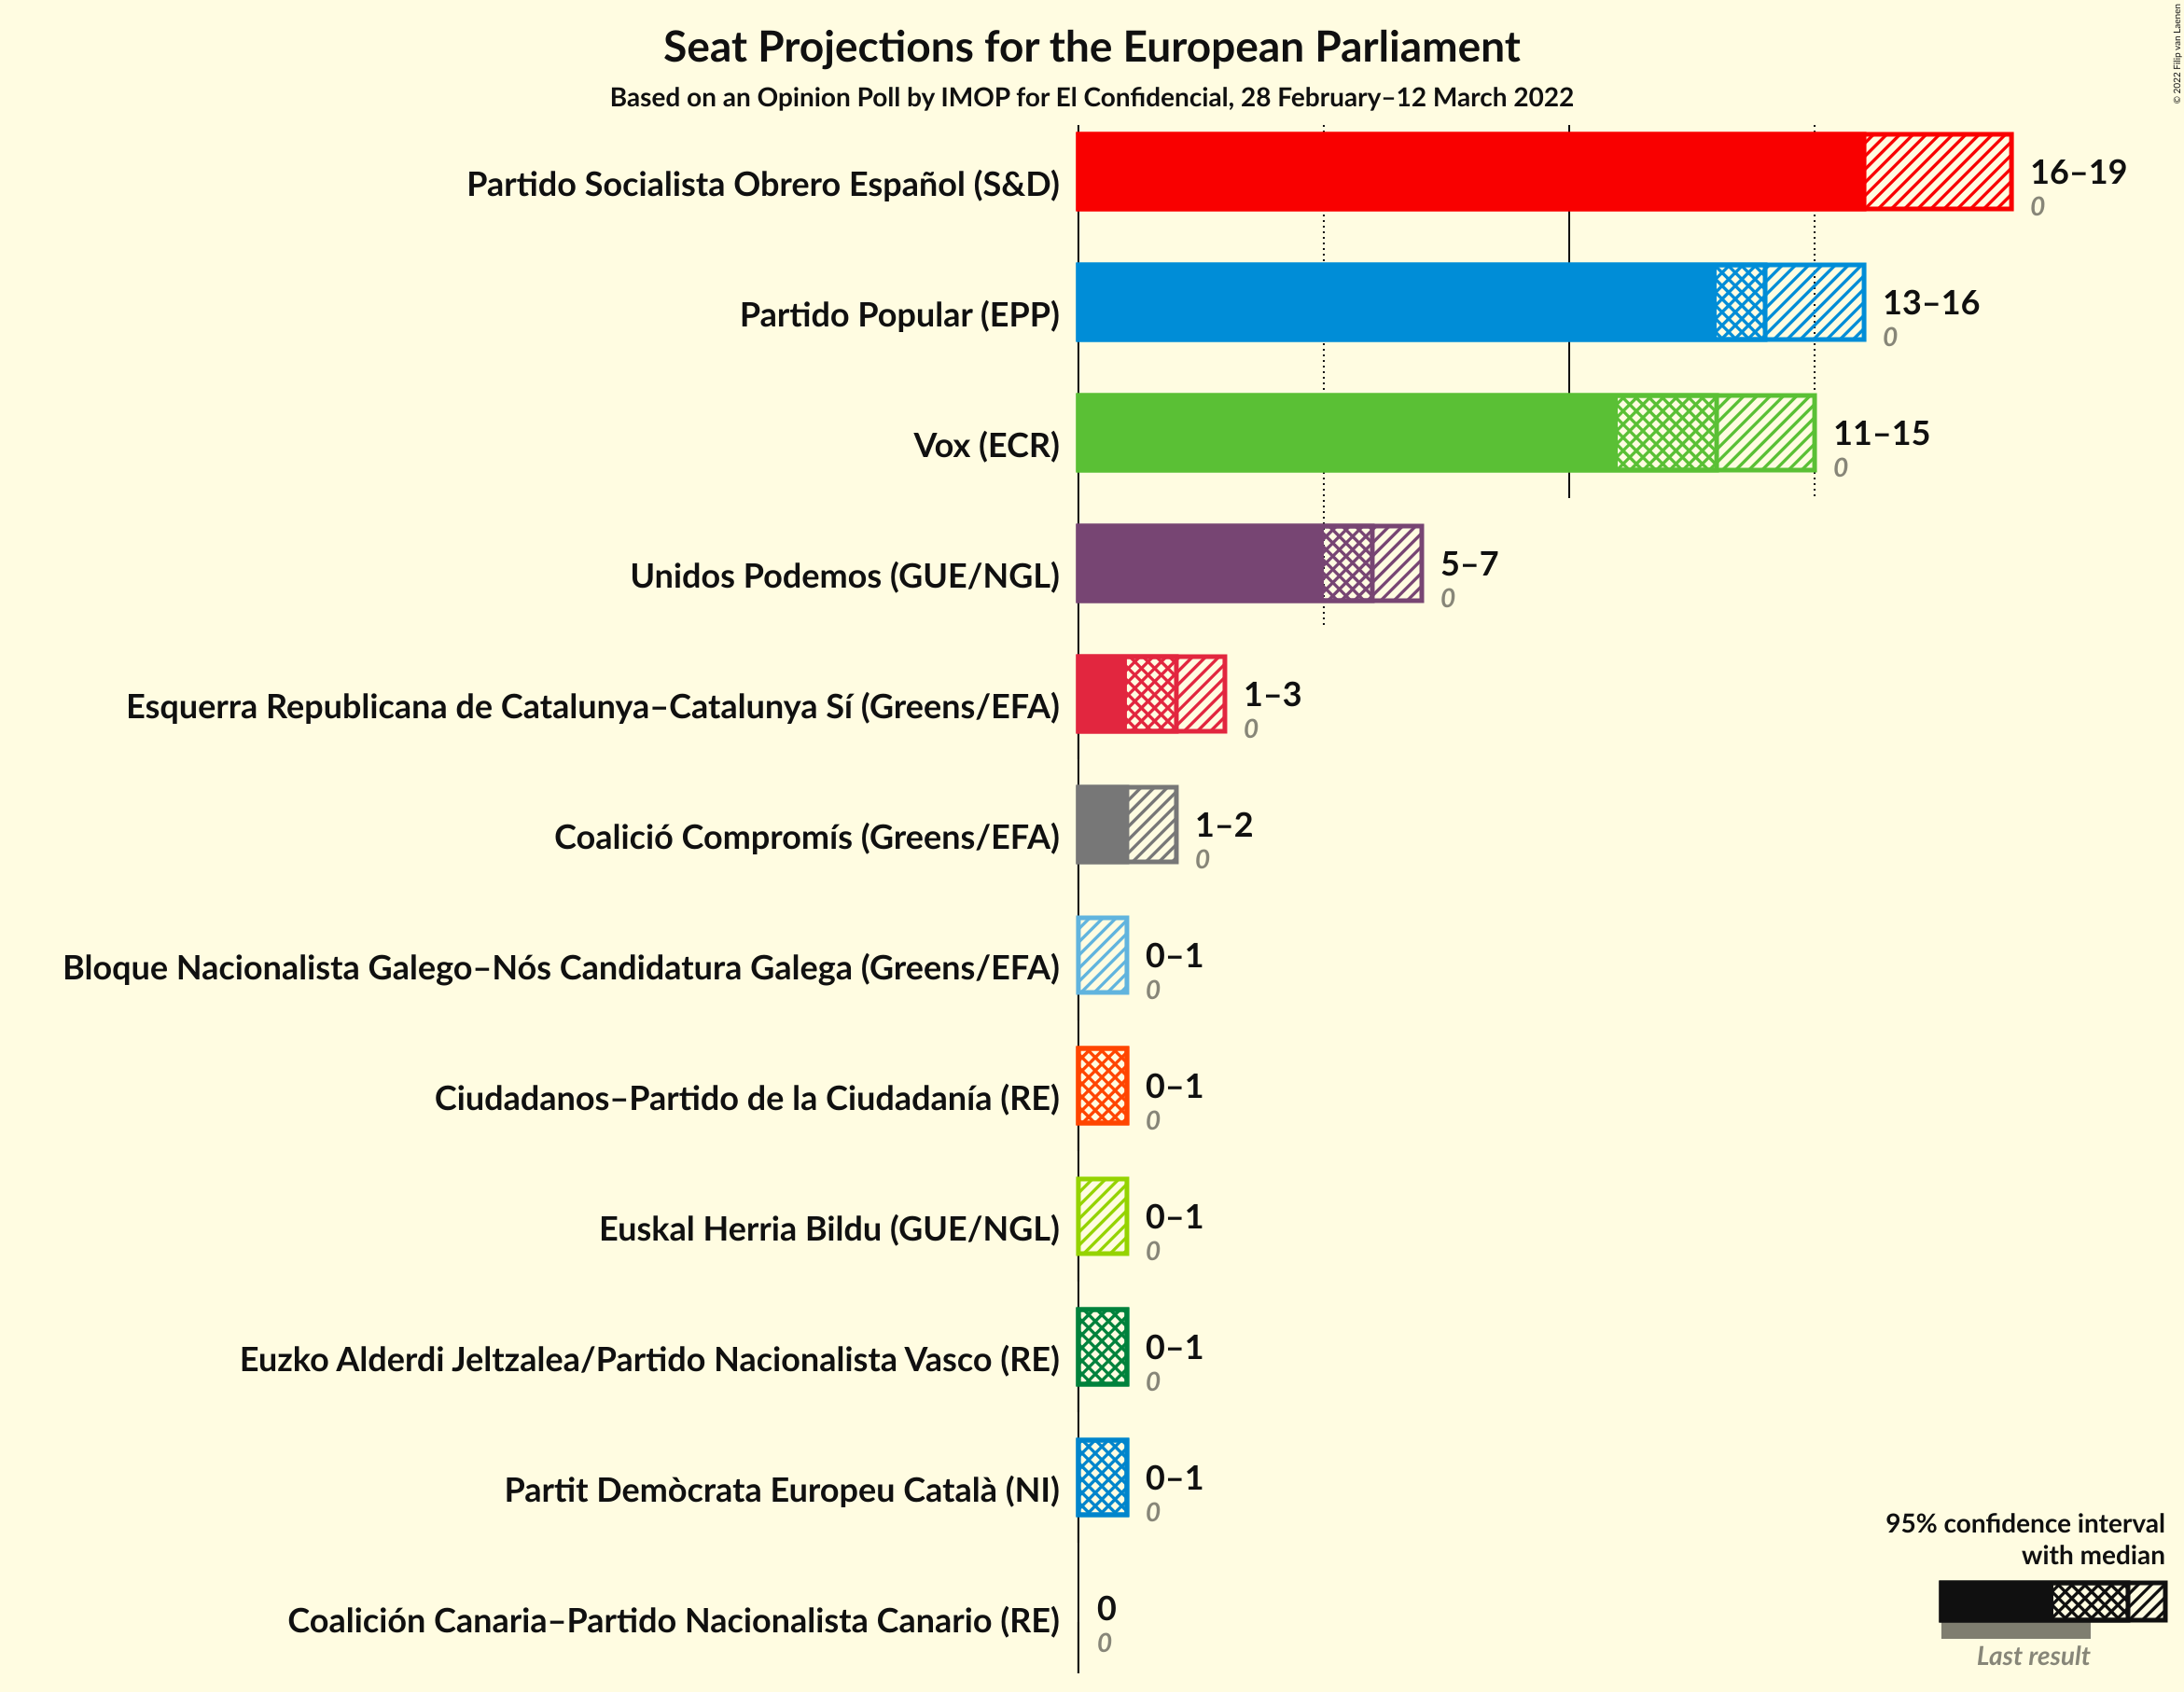 Seat Projections for the European Parliament
Based on an Opinion Poll by IMOP for El Confidencial, 28 February–12 March 2022
© 2022 Filip van Laenen
Partido Socialista Obrero Español (S&D)
16–19
0
Partido Popular (EPP)
13–16
0
Vox (ECR)
11–15
0
Unidos Podemos (GUE/NGL)
5–7
0
Esquerra Republicana de Catalunya–Catalunya Sí (Greens/EFA)
1–3
0
Coalició Compromís (Greens/EFA)
1–2
0
Bloque Nacionalista Galego–Nós Candidatura Galega (Greens/EFA)
0–1
0
Ciudadanos–Partido de la Ciudadanía (RE)
0–1
0
Euskal Herria Bildu (GUE/NGL)
0–1
0
Euzko Alderdi Jeltzalea/Partido Nacionalista Vasco (RE)
0–1
0
Partit Demòcrata Europeu Català (NI)
0–1
0
Coalición Canaria–Partido Nacionalista Canario (RE)
0
0
95% confidence interval
with median
Last result